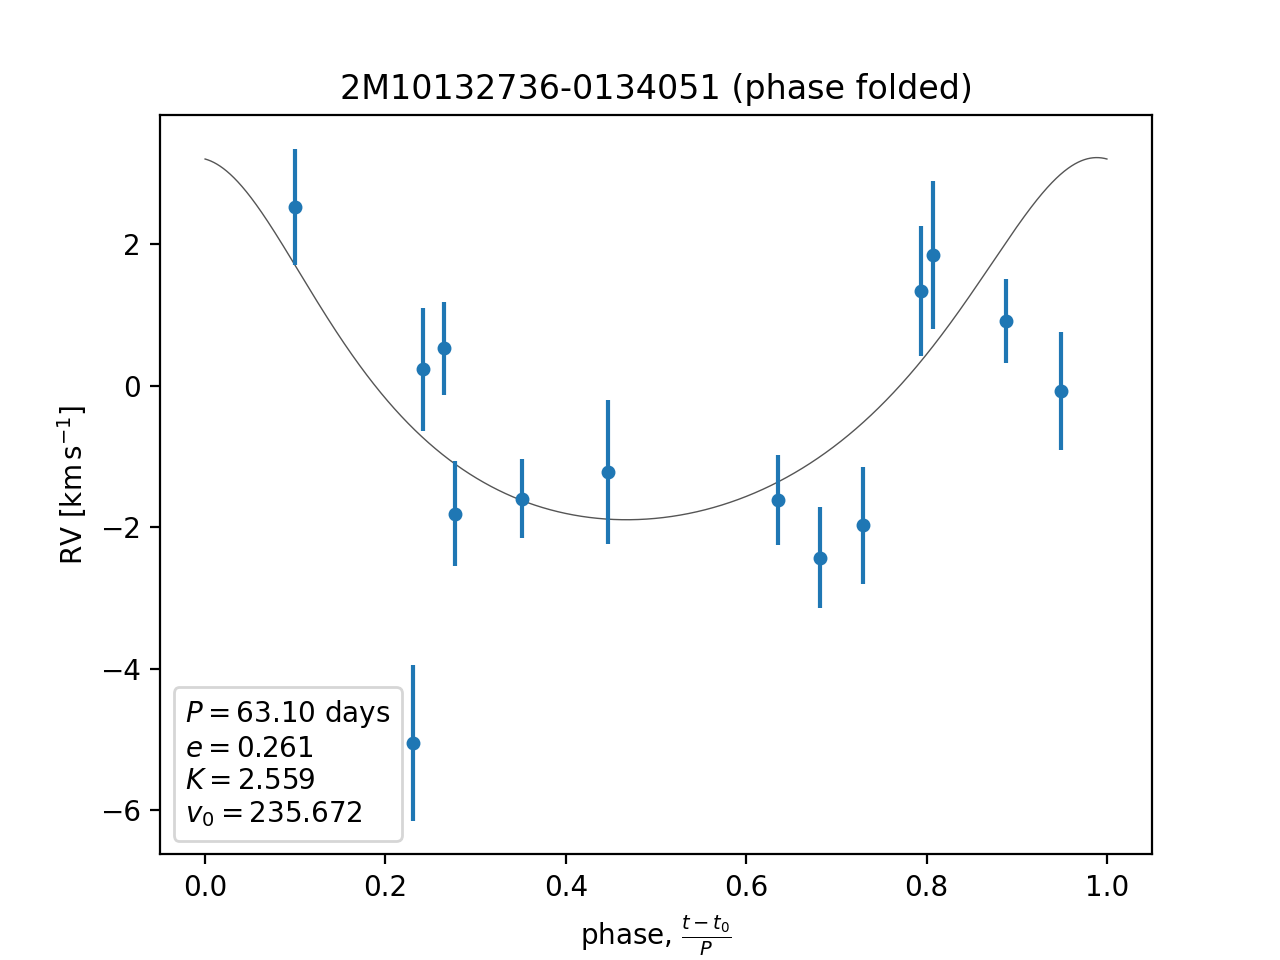 2M10132736-0134051 (phase folded)
RV [km s⁻¹]
2
0
−2
−4
−6
P = 63.10 days
e = 0.261
K = 2.559
v₀ = 235.672
0.0 0.2 0.4 0.6 0.8 1.0
phase, (t − t₀)/P